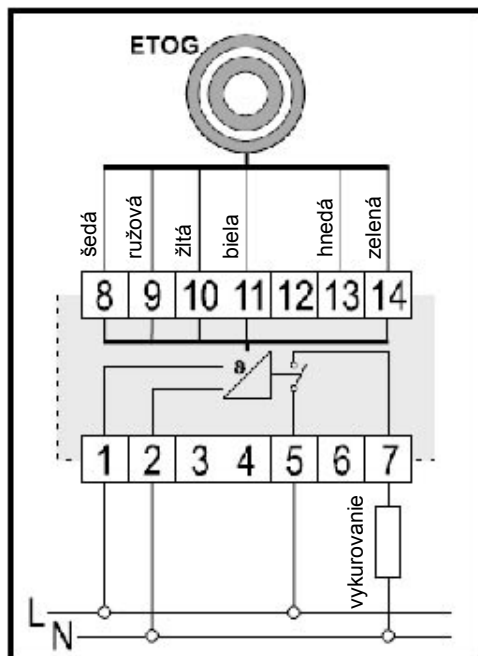 ETOG
šedá
ružová
žltá
biela
hnedá
zelená
8 9 10 11 12 13 14
a
1 2 3 4 5 6 7
vykurovanie
L
N